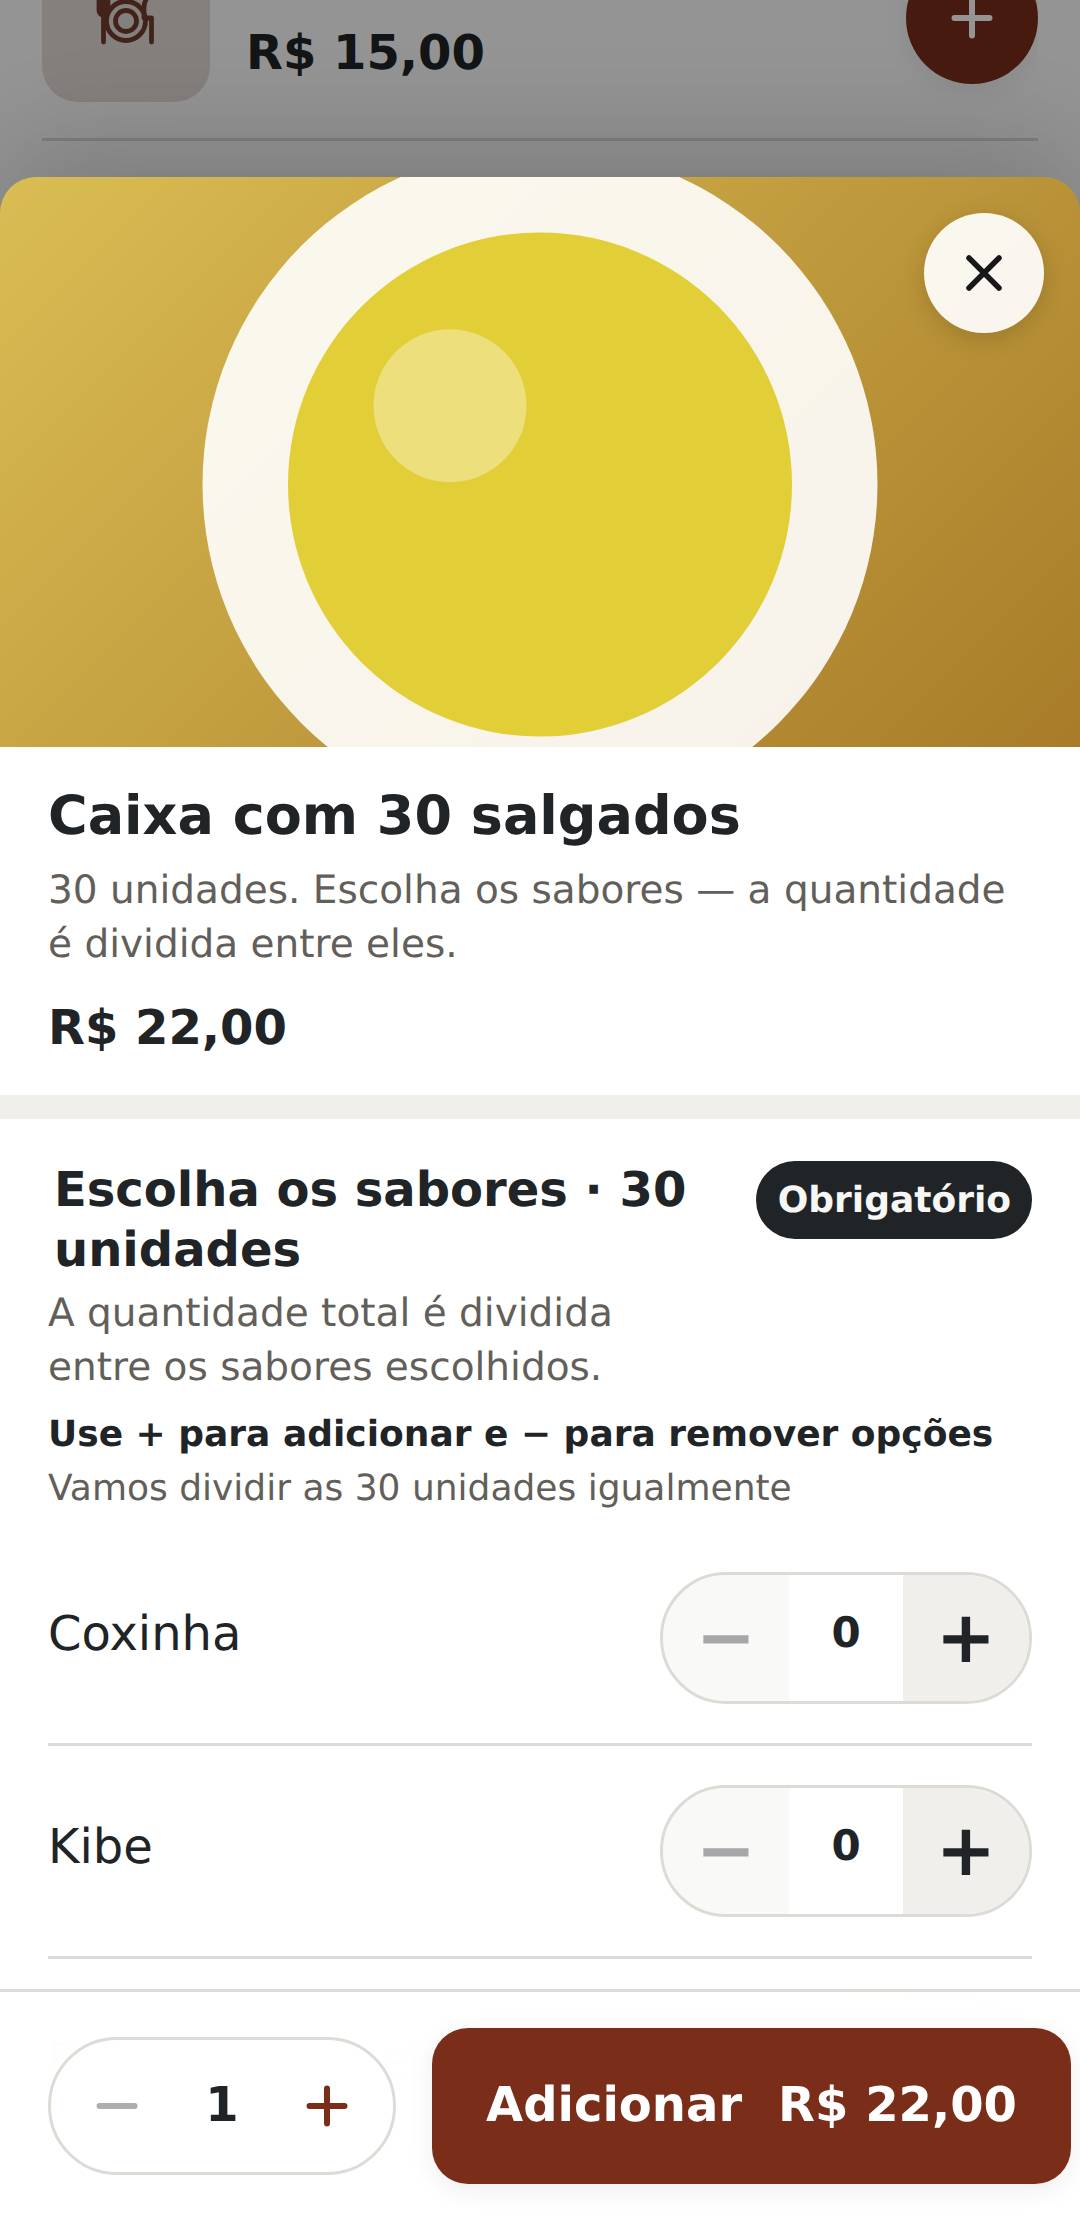 R$ 15,00
Caixa com 30 salgados
30 unidades. Escolha os sabores — a quantidade
é dividida entre eles.
R$ 22,00
Escolha os sabores · 30
unidades
Obrigatório
A quantidade total é dividida
entre os sabores escolhidos.
Use + para adicionar e − para remover opções
Vamos dividir as 30 unidades igualmente
Coxinha
− 0 +
Kibe
− 0 +
− 1 +
Adicionar R$ 22,00